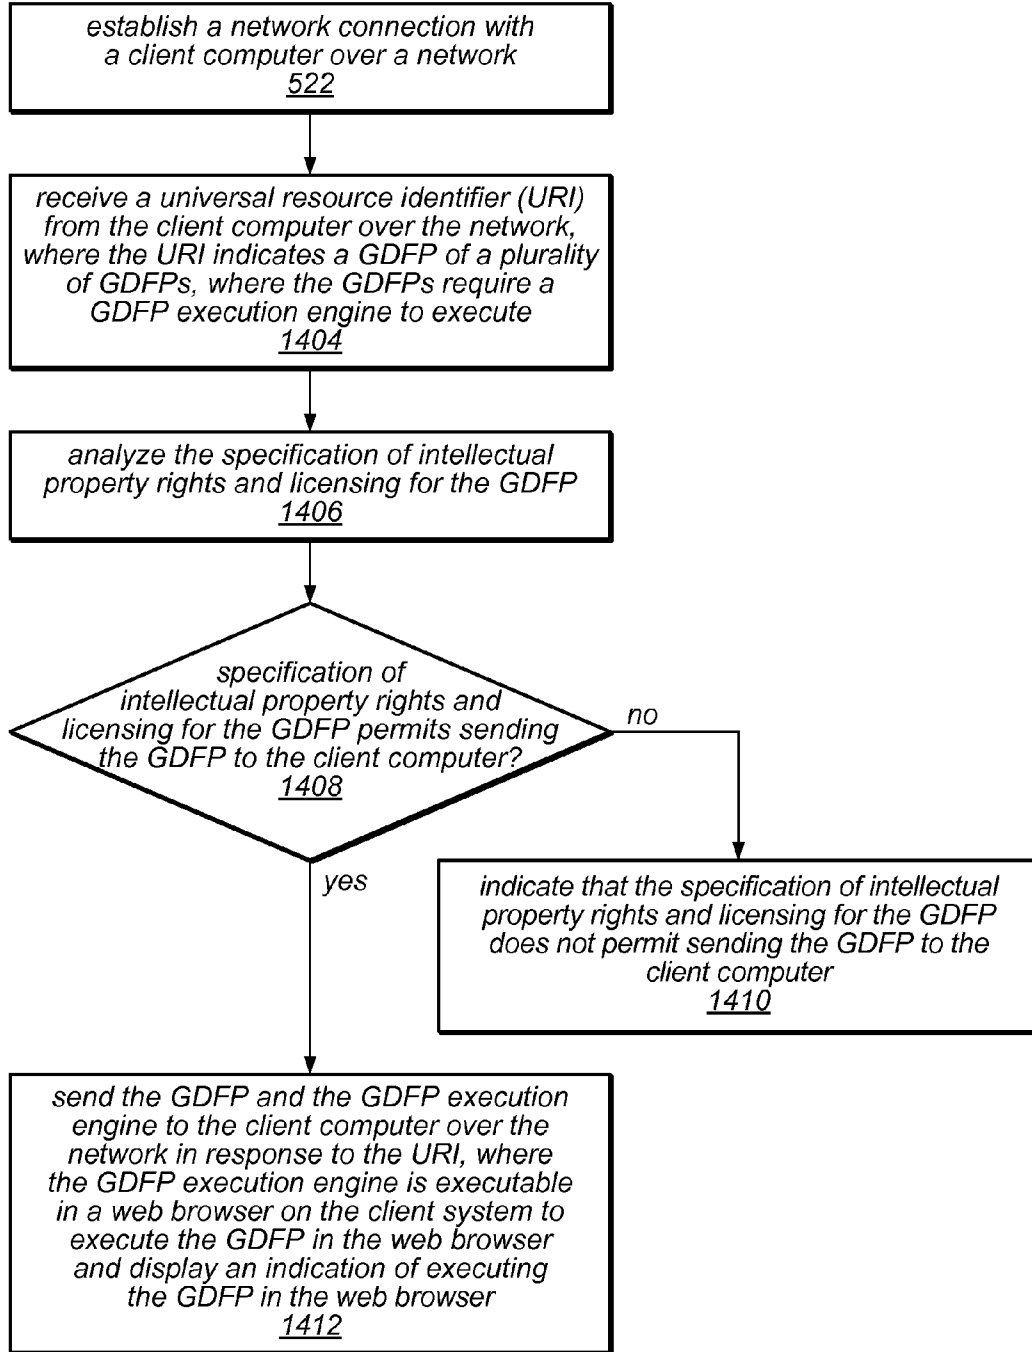 establish a network connection with
a client computer over a network
522
receive a universal resource identifier (URI)
from the client computer over the network,
where the URI indicates a GDFP of a plurality
of GDFPs, where the GDFPs require a
GDFP execution engine to execute
1404
analyze the specification of intellectual
property rights and licensing for the GDFP
1406
specification of
intellectual property rights and
licensing for the GDFP permits sending
the GDFP to the client computer?
1408
no
yes
indicate that the specification of intellectual
property rights and licensing for the GDFP
does not permit sending the GDFP to the
client computer
1410
send the GDFP and the GDFP execution
engine to the client computer over the
network in response to the URI, where
the GDFP execution engine is executable
in a web browser on the client system to
execute the GDFP in the web browser
and display an indication of executing
the GDFP in the web browser
1412